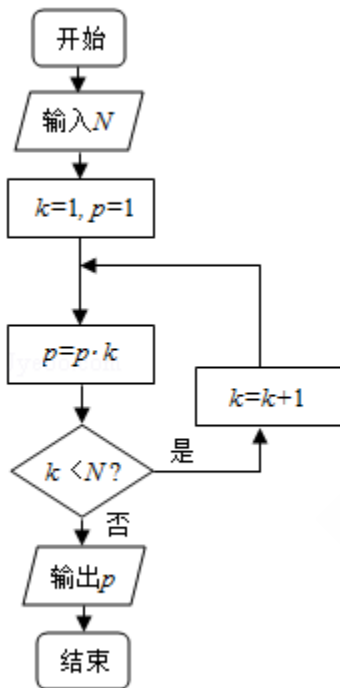 开始
输入N
k=1, p=1
p=p·k
k=k+1
k<N?
是
否
输出p
结束